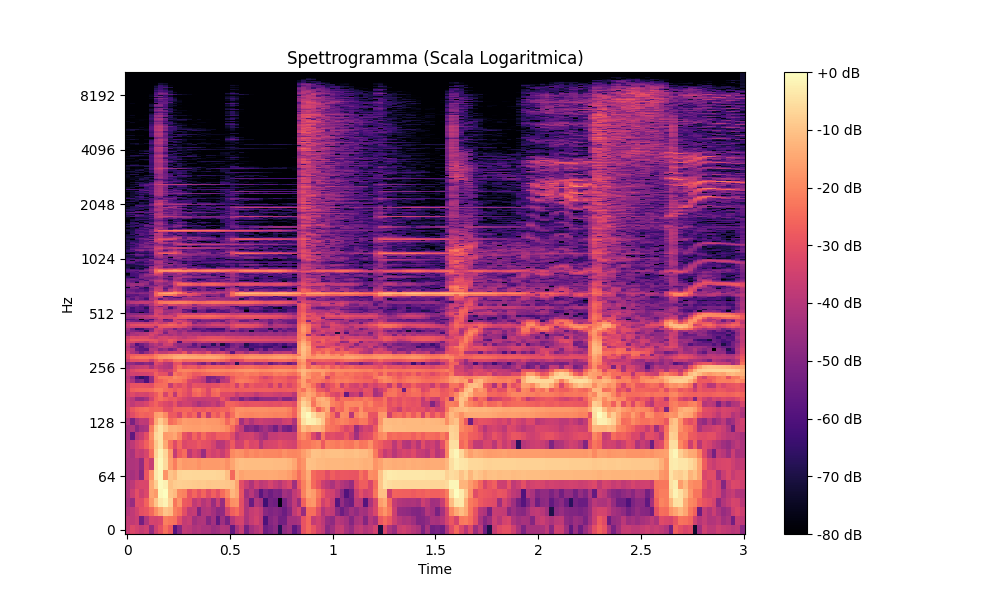 Spettrogramma (Scala Logaritmica)
8192
4096
2048
1024
512
256
128
64
0
Hz
0
0.5
1
1.5
2
2.5
3
Time
+0 dB
-10 dB
-20 dB
-30 dB
-40 dB
-50 dB
-60 dB
-70 dB
-80 dB